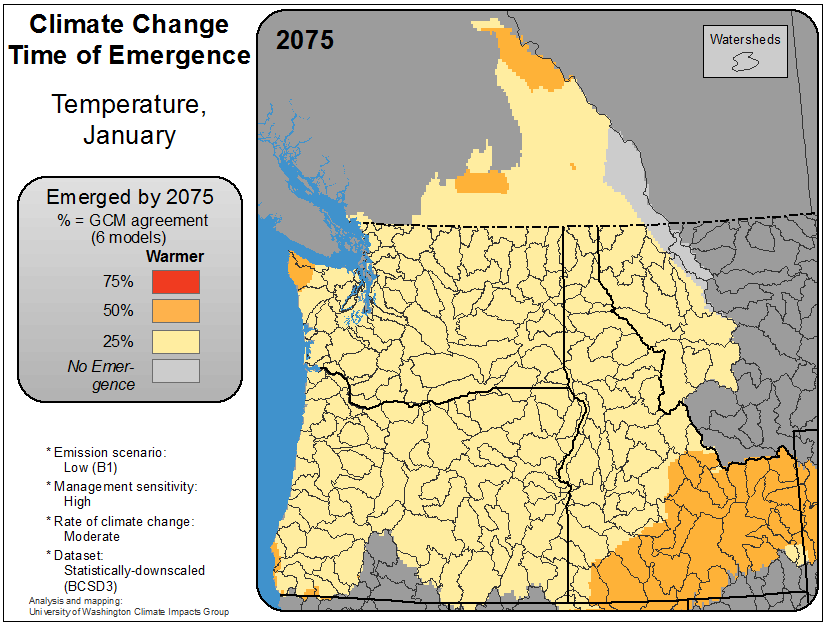 Climate Change
Time of Emergence
Temperature,
January
Emerged by 2075
% = GCM agreement
(6 models)
Warmer
75%
50%
25%
No Emer-
gence
* Emission scenario:
Low (B1)
* Management sensitivity:
High
* Rate of climate change:
Moderate
* Dataset:
Statistically-downscaled
(BCSD3)
Analysis and mapping:
University of Washington Climate Impacts Group
2075
Watersheds